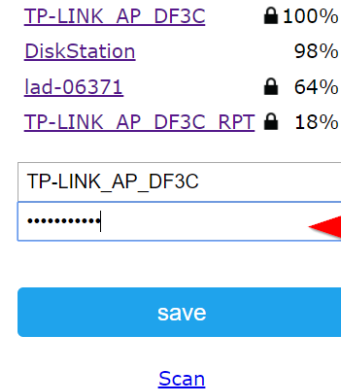 TP-LINK_AP_DF3C 100%
DiskStation 98%
lad-06371 64%
TP-LINK_AP_DF3C_RPT 18%
TP-LINK_AP_DF3C
•••••••••••
save
Scan